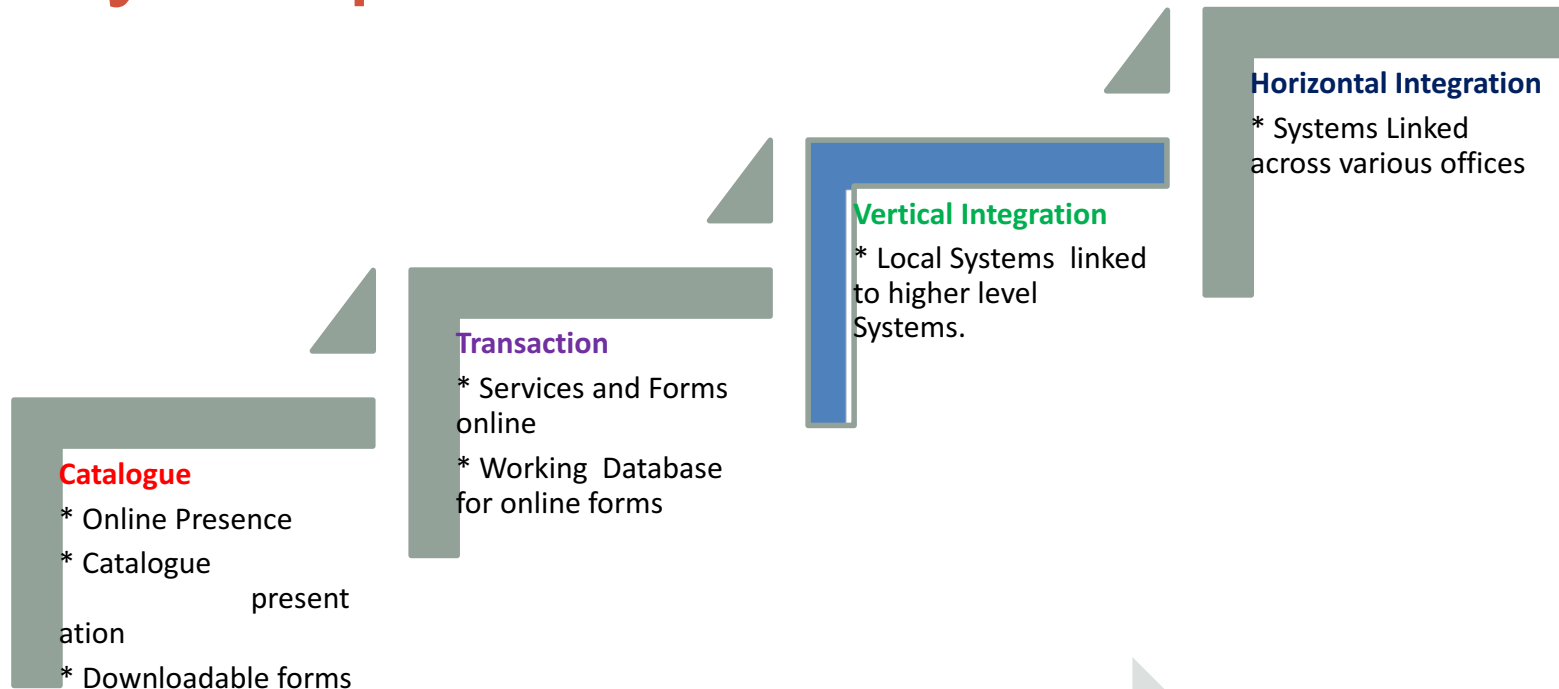 Horizontal Integration
* Systems Linked
across various offices
Vertical Integration
* Local Systems linked
to higher level
Systems.
Transaction
* Services and Forms
online
* Working Database
for online forms
Catalogue
* Online Presence
* Catalogue
present
ation
* Downloadable forms